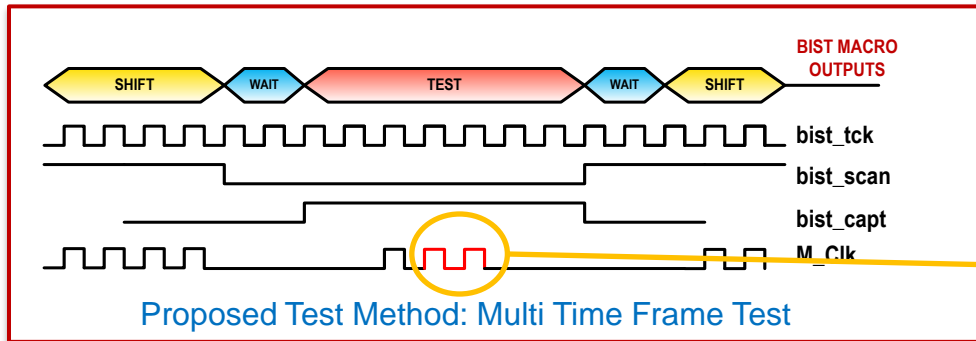 BIST MACRO
OUTPUTS
SHIFT WAIT TEST WAIT SHIFT
bist_tck
bist_scan
bist_capt
M_Clk
Proposed Test Method: Multi Time Frame Test